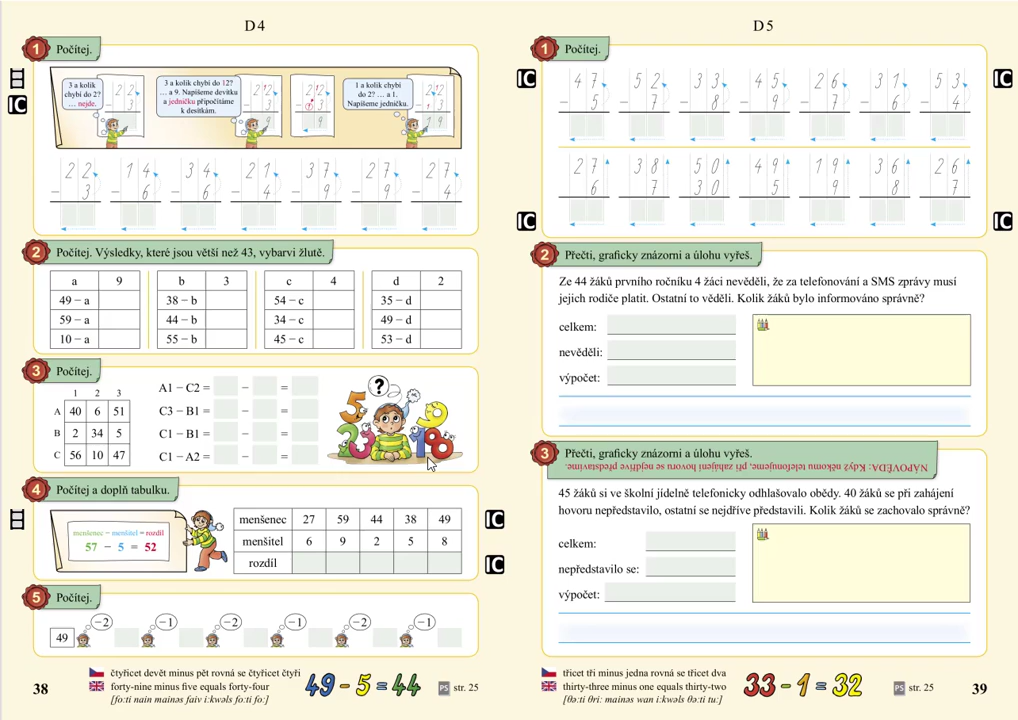 D 4
1 Počítej.
3 a kolik
chybí do 2?
… nejde.
3 a kolik chybí do 12?
… a 9. Napíšeme devítku
a jedničku připočítáme
k desítkám.
1 a kolik chybí
do 2? … a 1.
Napíšeme jedničku.
22 14 34 21 37 27 27
− 3 − 6 − 6 − 4 − 9 − 9 − 4
2 Počítej. Výsledky, které jsou větší než 43, vybarvi žlutě.
a 9 b 3 c 4 d 2
49 − a 38 − b 54 − c 35 − d
59 − a 44 − b 34 − c 49 − d
10 − a 55 − b 45 − c 53 − d
3 Počítej.
1 2 3
A 40 6 51
B 2 34 5
C 56 10 47
A1 − C2 = − =
C3 − B1 = − =
C1 − B1 = − =
C1 − A2 = − =
?
5 9
23 18
4 Počítej a doplň tabulku.
menšenec − menšitel = rozdíl
57 − 5 = 52
menšenec 27 59 44 38 49
menšitel 6 9 2 5 8
rozdíl
5 Počítej.
49 −2 −1 −2 −1 −2 −1
38
čtyřicet devět minus pět rovná se čtyřicet čtyři
forty-nine minus five equals forty-four
[fo:ti nain mainəs faiv i:kwəls fo:ti fo:]
49 − 5 = 44
PS str. 25
D 5
1 Počítej.
47 52 33 45 26 31 53
− 5 − 7 − 8 − 9 − 7 − 6 − 4
27 38 50 49 19 36 26
− 6 − 7 − 30 − 5 − 9 − 8 − 7
2 Přečti, graficky znázorni a úlohu vyřeš.
Ze 44 žáků prvního ročníku 4 žáci nevěděli, že za telefonování a SMS zprávy musí
jejich rodiče platit. Ostatní to věděli. Kolik žáků bylo informováno správně?
celkem:
nevěděli:
výpočet:
3 Přečti, graficky znázorni a úlohu vyřeš.
NÁPOVĚDA: Když někomu telefonujeme, při zahájení hovoru se nejdříve představíme.
45 žáků si ve školní jídelně telefonicky odhlašovalo obědy. 40 žáků se při zahájení
hovoru nepředstavilo, ostatní se nejdříve představili. Kolik žáků se zachovalo správně?
celkem:
nepředstavilo se:
výpočet:
třicet tři minus jedna rovná se třicet dva
thirty-three minus one equals thirty-two
[θə:ti θri: mainəs wan i:kwəls θə:ti tu:]
33 − 1 = 32
PS str. 25
39